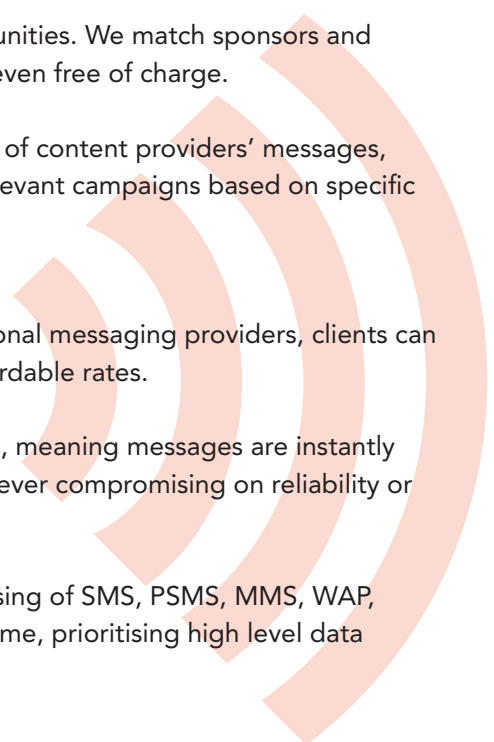 unities. We match sponsors and
even free of charge.
of content providers’ messages,
evant campaigns based on specific
onal messaging providers, clients can
rdable rates.
, meaning messages are instantly
ever compromising on reliability or
sing of SMS, PSMS, MMS, WAP,
me, prioritising high level data